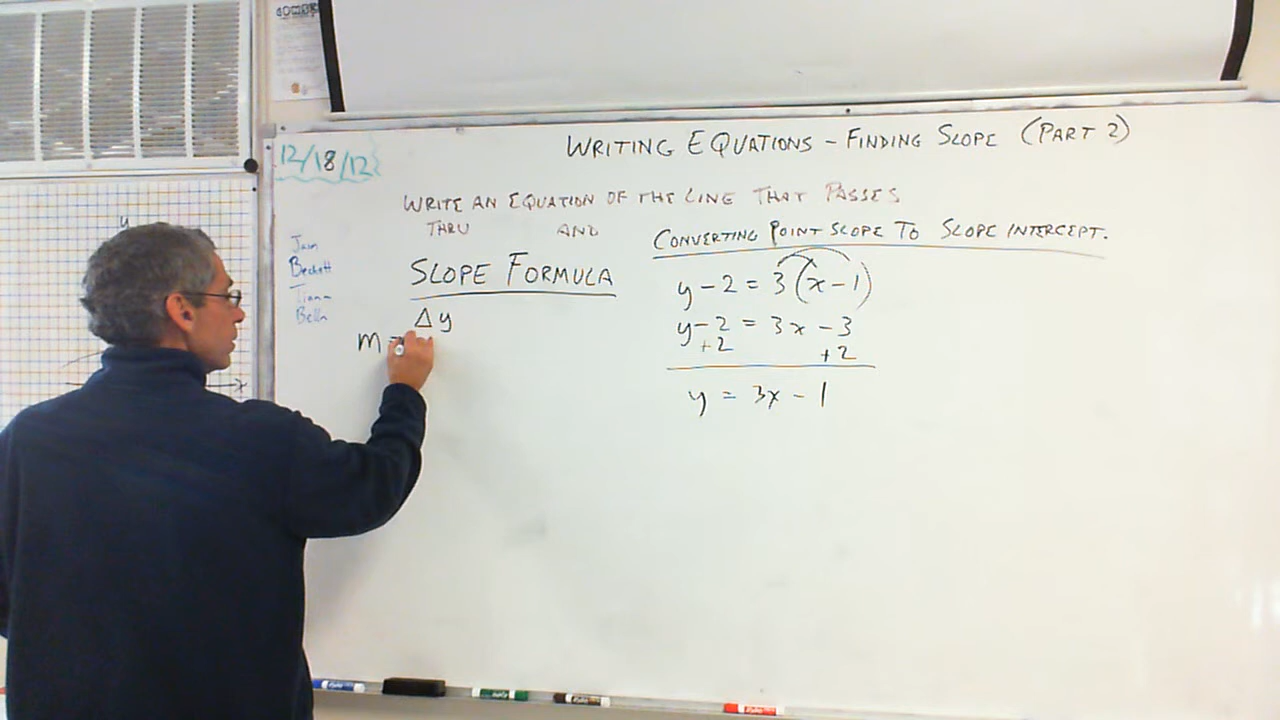 12/18/12
WRITING EQUATIONS - FINDING SLOPE (PART 2)
WRITE AN EQUATION OF THE LINE THAT PASSES
THRU AND
Jam
Beckett
Tiana
Bella
SLOPE FORMULA
Δy
m =
CONVERTING POINT SLOPE TO SLOPE INTERCEPT.
y - 2 = 3(x - 1)
y - 2 = 3x - 3
+2 +2
y = 3x - 1
y
x